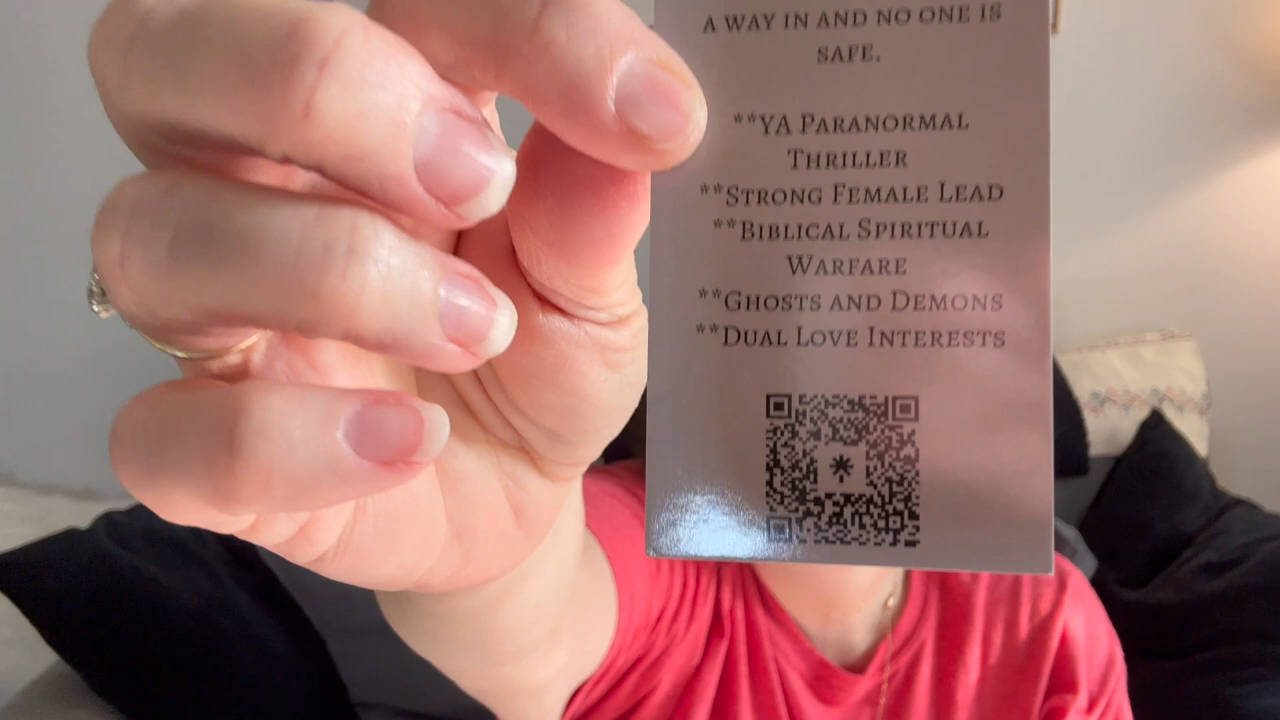 A WAY IN AND NO ONE IS
SAFE.
**YA PARANORMAL
THRILLER
**STRONG FEMALE LEAD
**BIBLICAL SPIRITUAL
WARFARE
**GHOSTS AND DEMONS
**DUAL LOVE INTERESTS